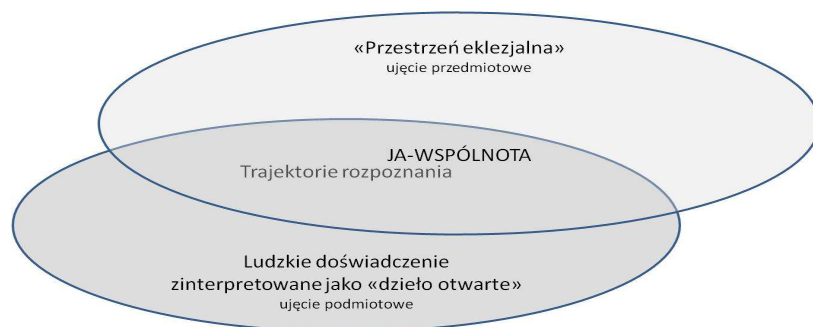 «Przestrzeń eklezjalna»
ujęcie przedmiotowe
JA-WSPÓLNOTA
Trajektorie rozpoznania
Ludzkie doświadczenie
zinterpretowane jako «dzieło otwarte»
ujęcie podmiotowe